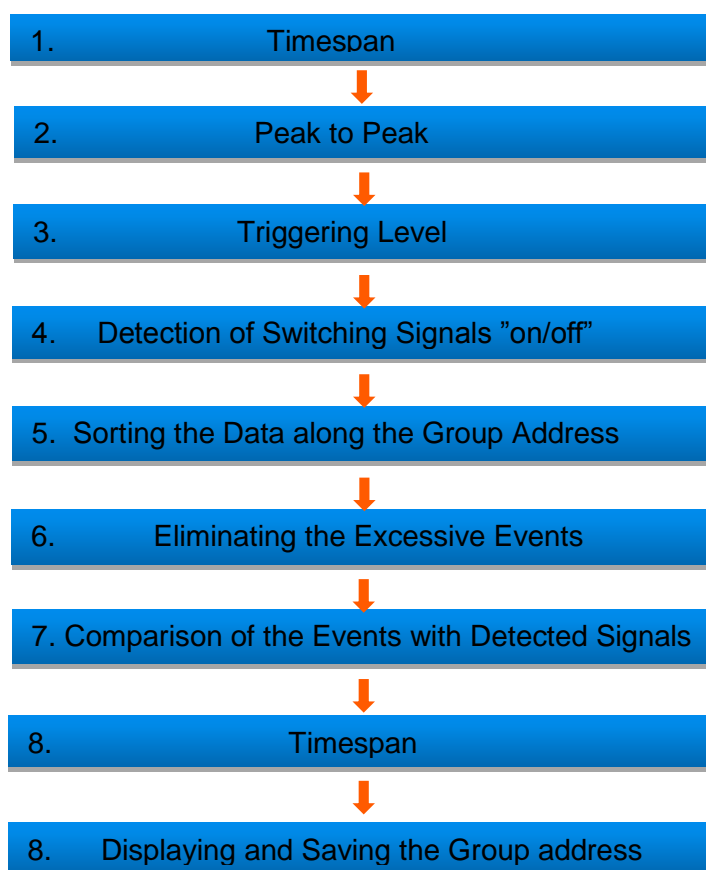 1. Timespan
2. Peak to Peak
3. Triggering Level
4. Detection of Switching Signals ”on/off”
5. Sorting the Data along the Group Address
6. Eliminating the Excessive Events
7. Comparison of the Events with Detected Signals
8. Timespan
8. Displaying and Saving the Group address